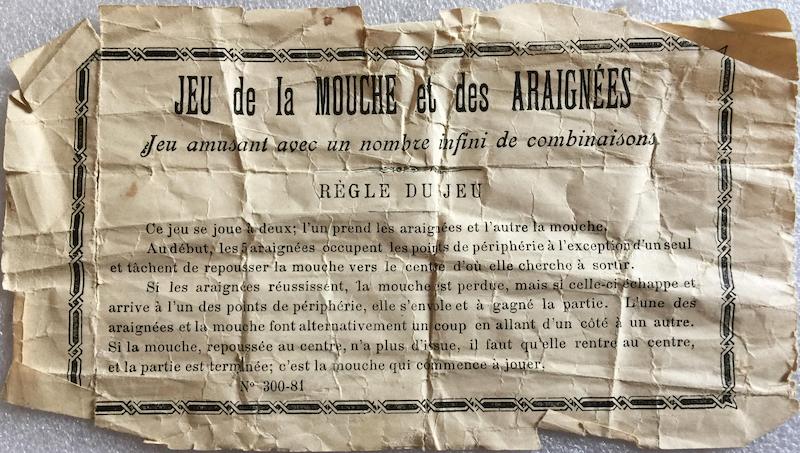 JEU de la MOUCHE et des ARAIGNÉES
Jeu amusant avec un nombre infini de combinaisons.
RÈGLE DU JEU
Ce jeu se joue à deux; l'un prend les araignées et l'autre la mouche.
Au début, les 5 araignées occupent les points de périphérie à l'exception d'un seul
et tâchent de repousser la mouche vers le centre d'où elle cherche à sortir.
Si les araignées réussissent, la mouche est perdue, mais si celle-ci échappe et
arrive à l'un des points de périphérie, elle s'envole et à gagné la partie. L'une des
araignées et la mouche font alternativement un coup en allant d'un côté à un autre.
Si la mouche, repoussée au centre, n'a plus d'issue, il faut qu'elle rentre au centre,
et la partie est terminée; c'est la mouche qui commence à jouer.
Nº 300-81